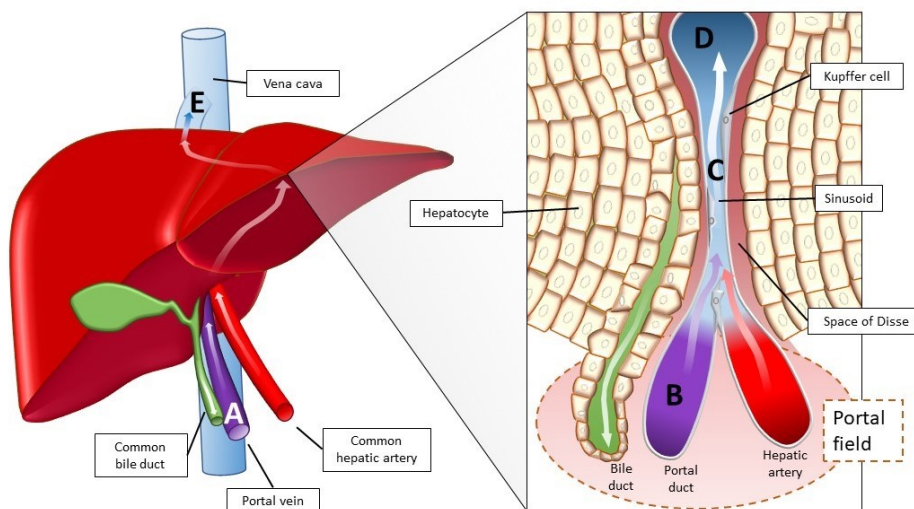 E
Vena cava
A
Common
bile duct
Portal vein
Common
hepatic artery
D
Kupffer cell
C
Hepatocyte
Sinusoid
Space of Disse
B
Portal
field
Bile
duct
Portal
duct
Hepatic
artery